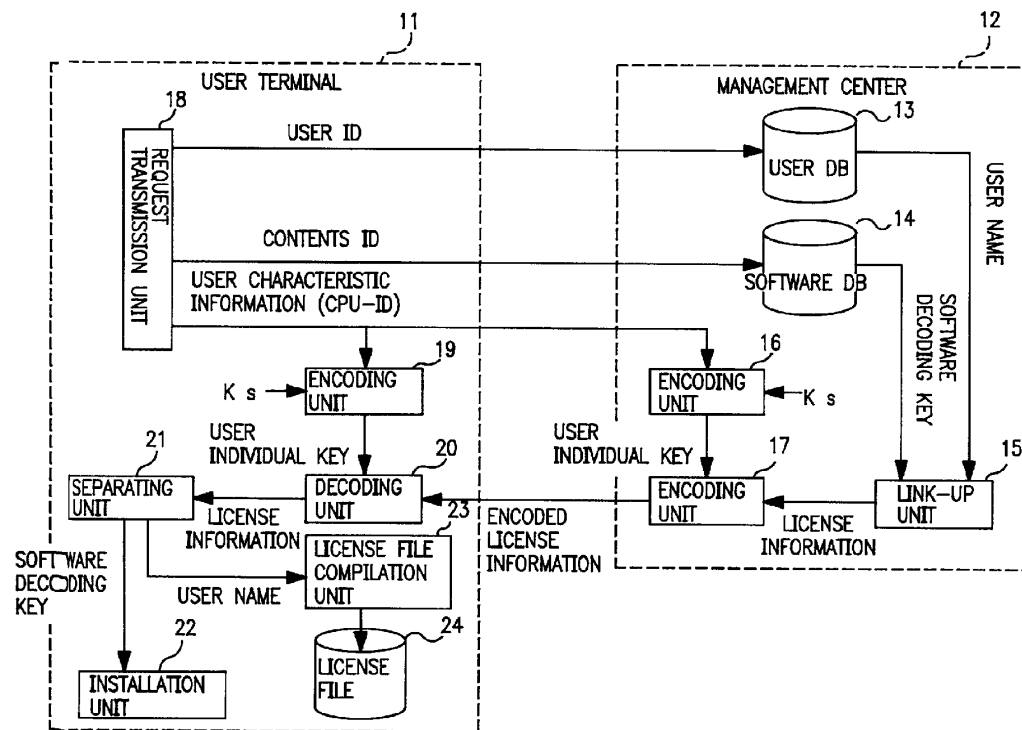 11
12
USER TERMINAL
MANAGEMENT CENTER
18
REQUEST
TRANSMISSION UNIT
USER ID
13
USER DB
USER NAME
CONTENTS ID
14
SOFTWARE DB
SOFTWARE
DECODING KEY
USER CHARACTERISTIC
INFORMATION (CPU-ID)
19
ENCODING
UNIT
K s
16
ENCODING
UNIT
K s
USER
INDIVIDUAL KEY
USER
INDIVIDUAL KEY
21
SEPARATING
UNIT
20
DECODING
UNIT
17
ENCODING
UNIT
15
LINK-UP
UNIT
LICENSE
INFORMATION
ENCODED
LICENSE
INFORMATION
LICENSE
INFORMATION
23
LICENSE FILE
COMPILATION
UNIT
SOFTWARE
DECODING
KEY
USER NAME
22
INSTALLATION
UNIT
24
LICENSE
FILE